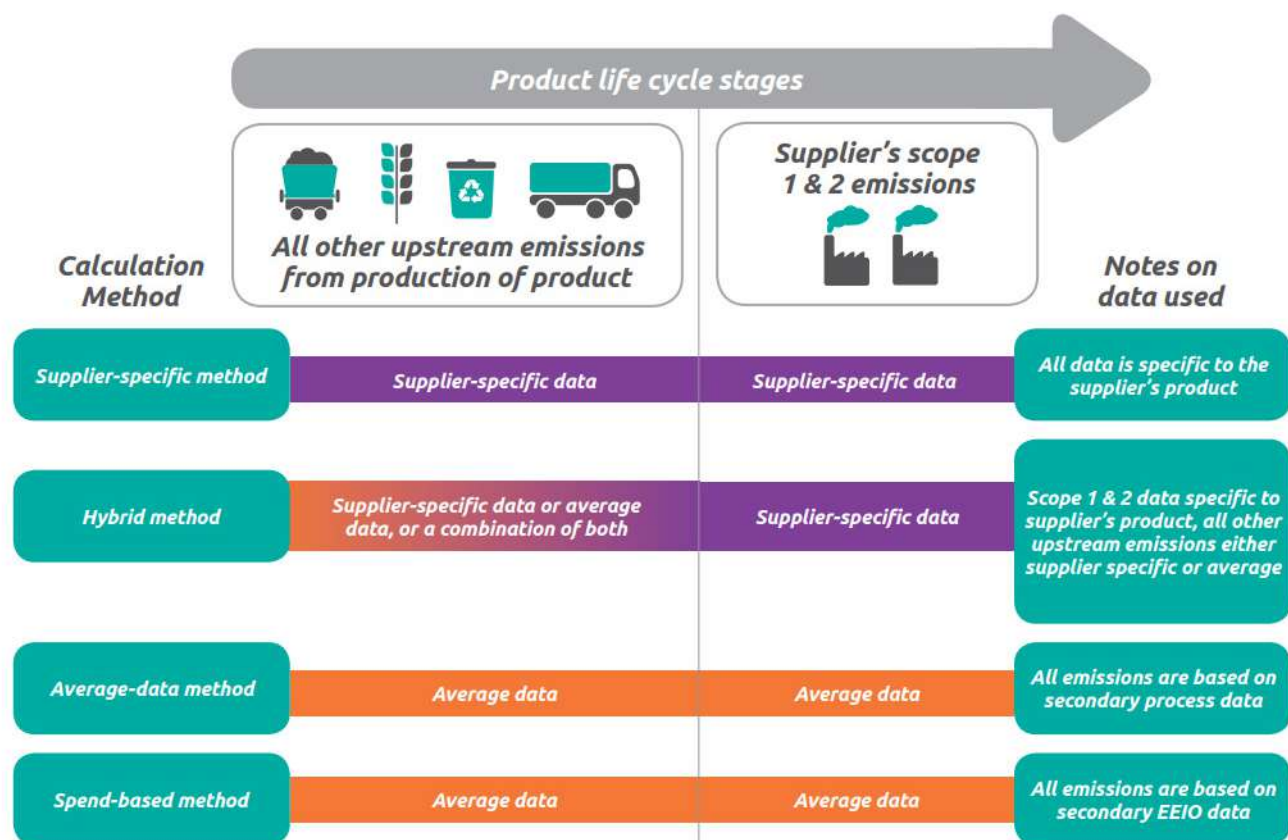 Product life cycle stages
All other upstream emissions
from production of product
Supplier's scope
1 & 2 emissions
Calculation
Method
Notes on
data used
Supplier-specific method
Supplier-specific data
Supplier-specific data
All data is specific to the
supplier's product
Hybrid method
Supplier-specific data or average
data, or a combination of both
Supplier-specific data
Scope 1 & 2 data specific to
supplier's product, all other
upstream emissions either
supplier specific or average
Average-data method
Average data
Average data
All emissions are based on
secondary process data
Spend-based method
Average data
Average data
All emissions are based on
secondary EEIO data